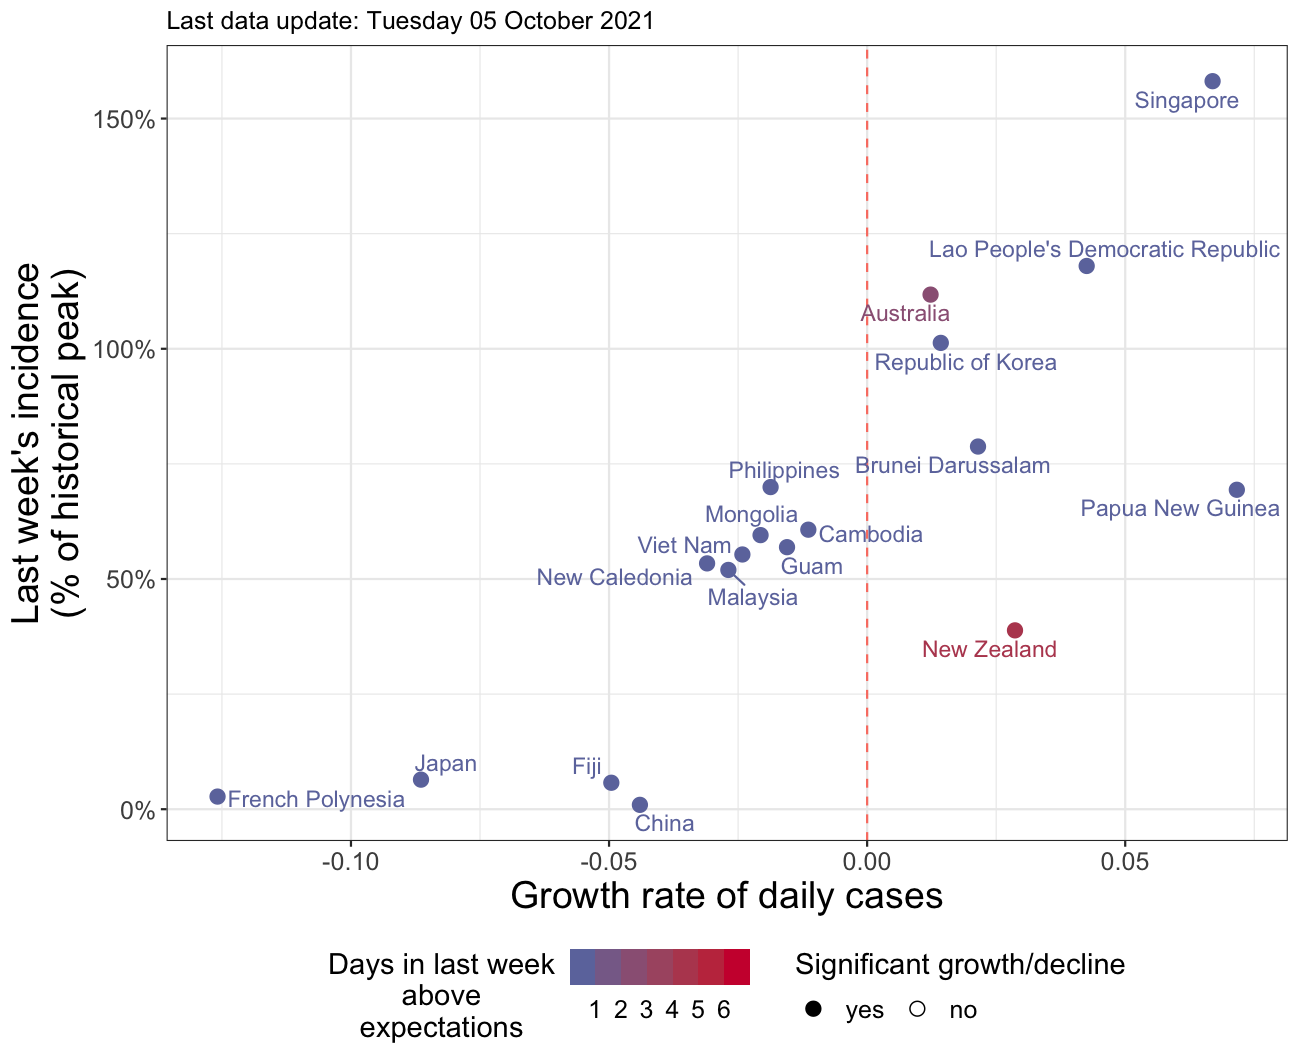 Last data update: Tuesday 05 October 2021
Last week's incidence
(% of historical peak)
150%
100%
50%
0%
Singapore
Lao People's Democratic Republic
Australia
Republic of Korea
Philippines
Brunei Darussalam
Papua New Guinea
Mongolia
Cambodia
Viet Nam
Guam
New Caledonia
Malaysia
New Zealand
Japan
Fiji
French Polynesia
China
-0.10 -0.05 0.00 0.05
Growth rate of daily cases
Days in last week
above
expectations
1 2 3 4 5 6
Significant growth/decline
yes no